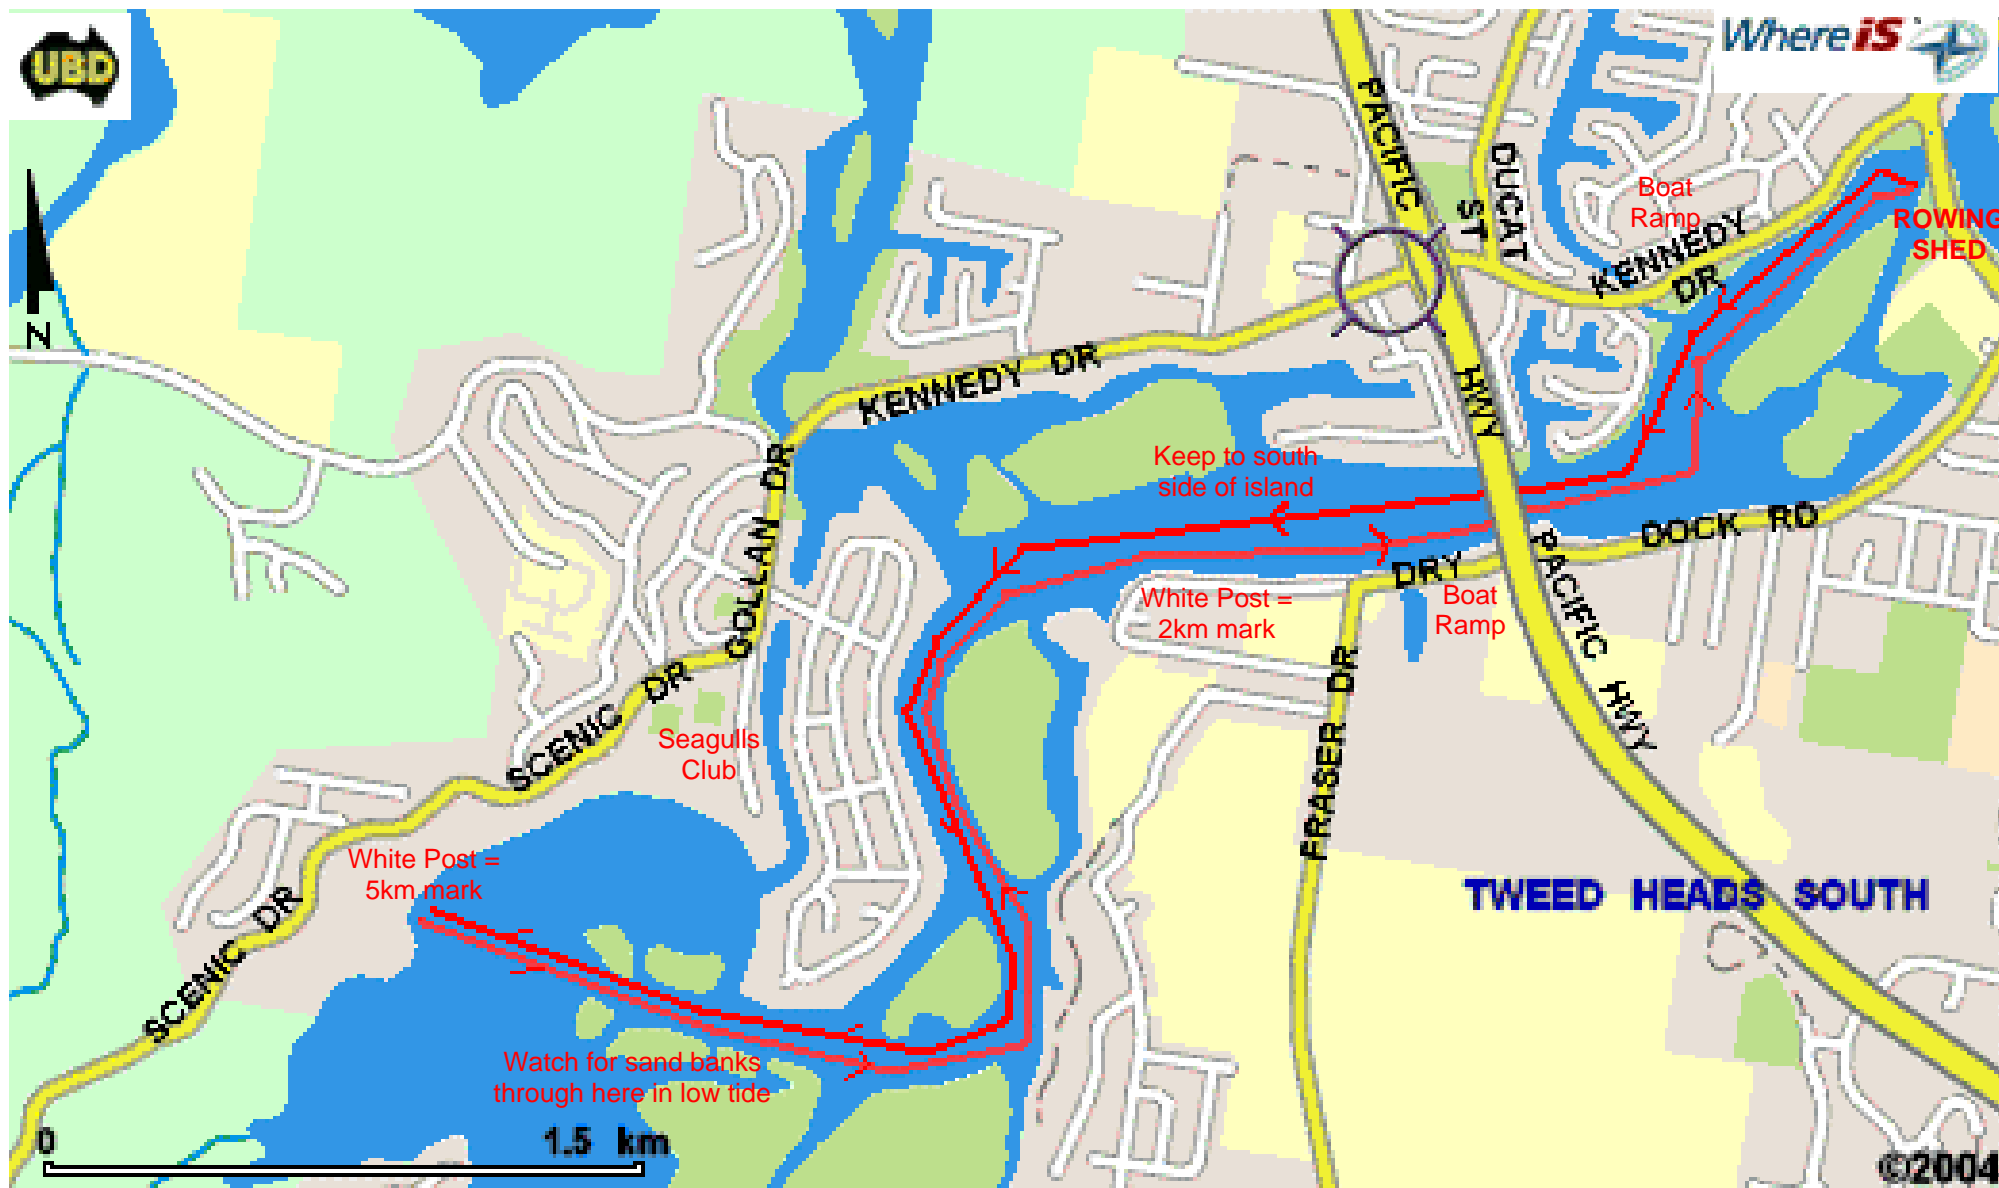 UBD
Where iS
PACIFIC
DUCAT
ST
Boat
Ramp
KENNEDY
DR
ROWING
SHED
N
KENNEDY DR
HWY
GOLLAN DR
Keep to south
side of island
DOCK RD
DRY
PACIFIC
HWY
White Post =
2km mark
Boat
Ramp
FRASER DR
SCENIC DR
Seagulls
Club
White Post =
5km mark
SCENIC DR
TWEED HEADS SOUTH
Watch for sand banks
through here in low tide
0 1.5 km
©2004